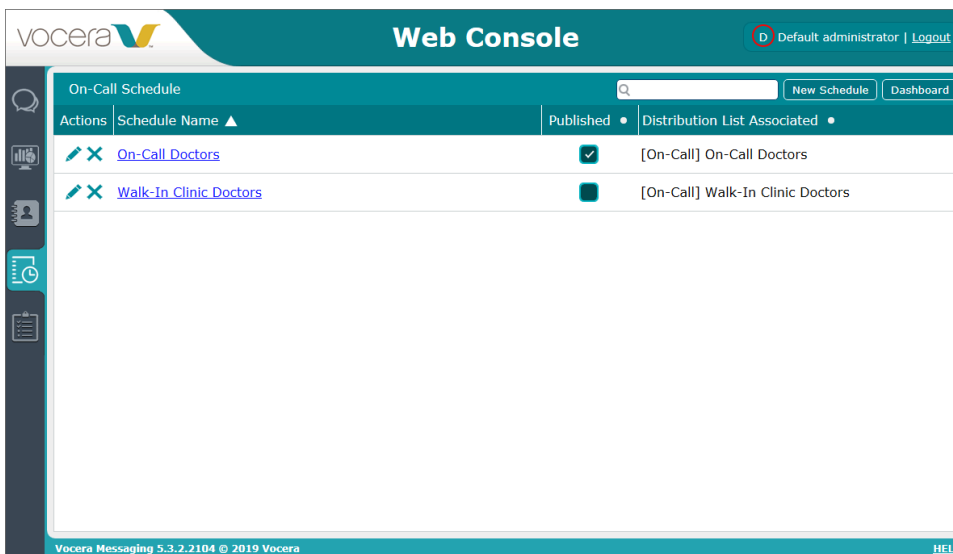 vocera
Web Console
D Default administrator | Logout
On-Call Schedule
New Schedule
Dashboard
Actions Schedule Name ▲ Published • Distribution List Associated •
On-Call Doctors [On-Call] On-Call Doctors
Walk-In Clinic Doctors [On-Call] Walk-In Clinic Doctors
Vocera Messaging 5.3.2.2104 © 2019 Vocera
HEL